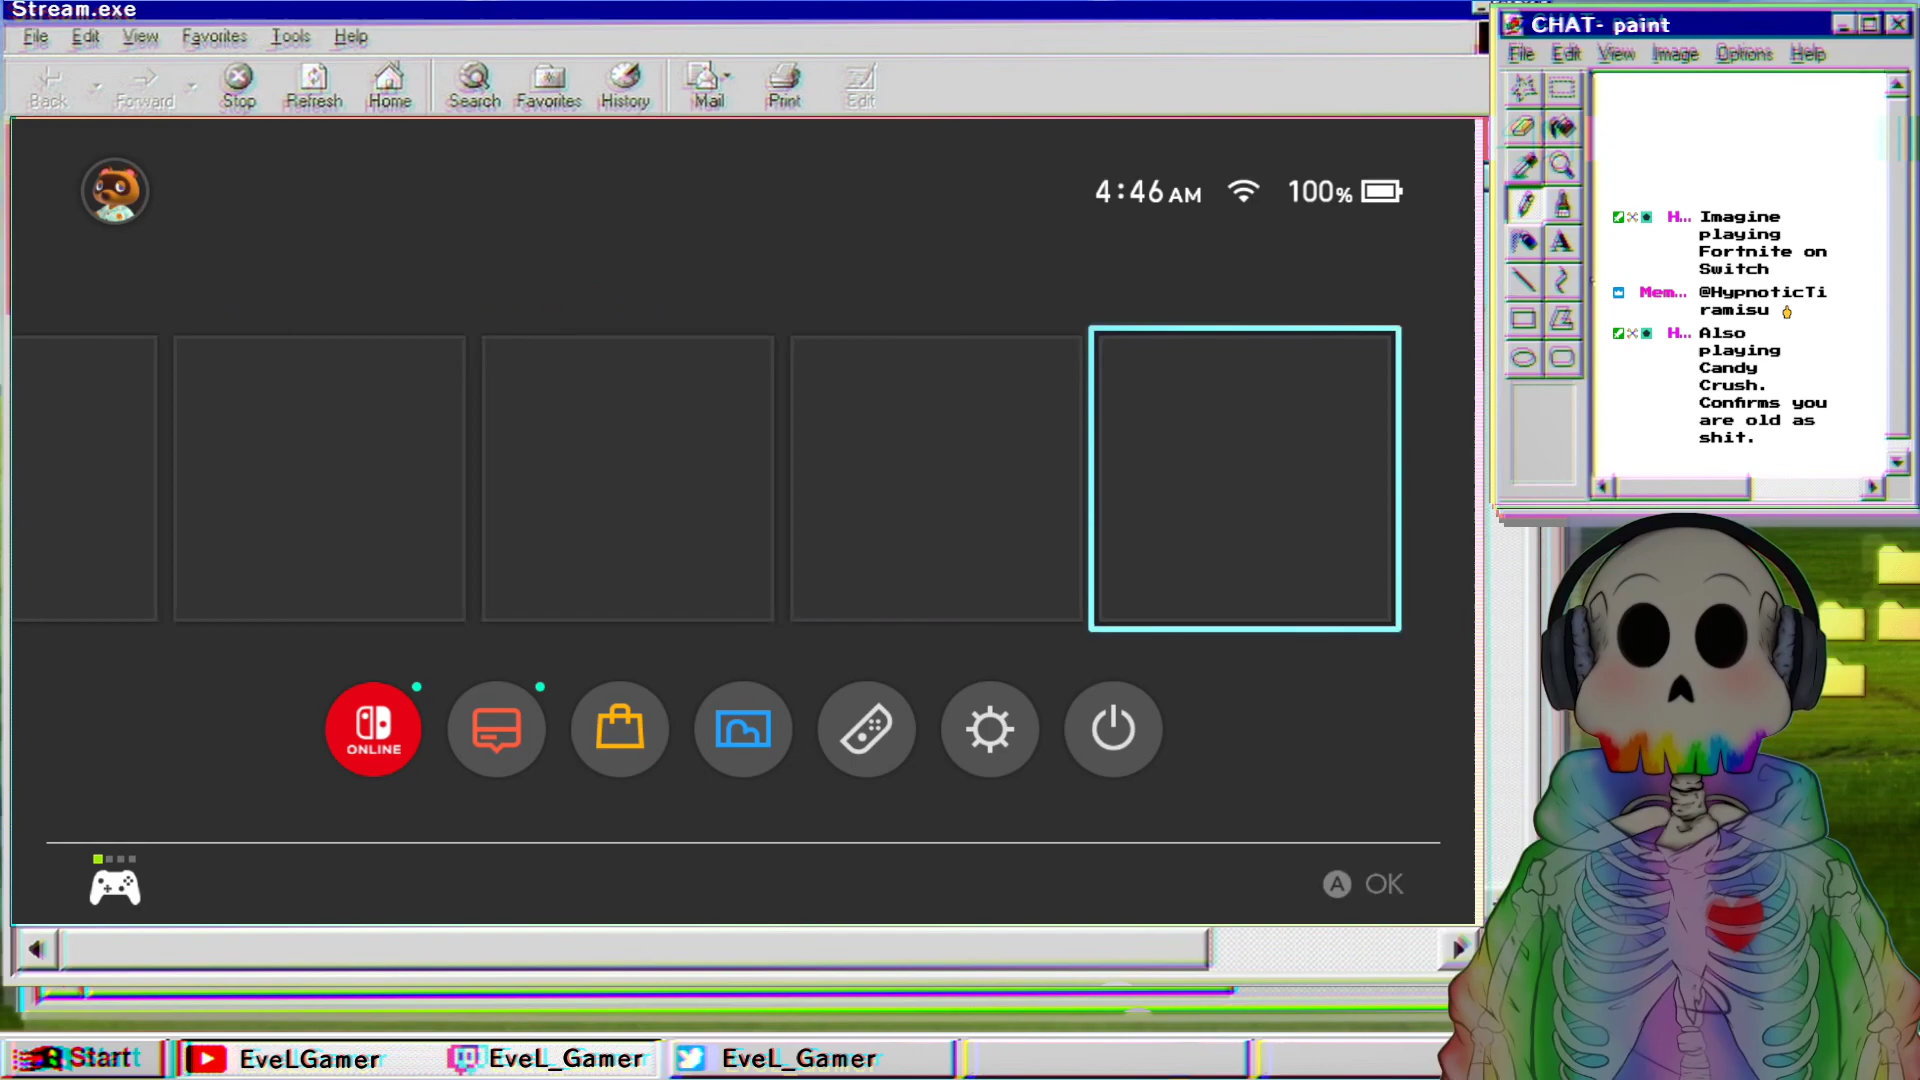 Stream.exe
File Edit View Favorites Tools Help
Back Forward Stop Refresh Home Search Favorites History Mail Print Edit
4:46 AM 100%
ONLINE
A OK
CHAT- paint
File Edit View Image Options Help
A
H... Imagine
playing
Fortnite on
Switch
Mem... @HypnoticTi
ramisu
H... Also
playing
Candy
Crush.
Confirms you
are old as
shit.
Start EveLGamer EveL_Gamer EveL_Gamer